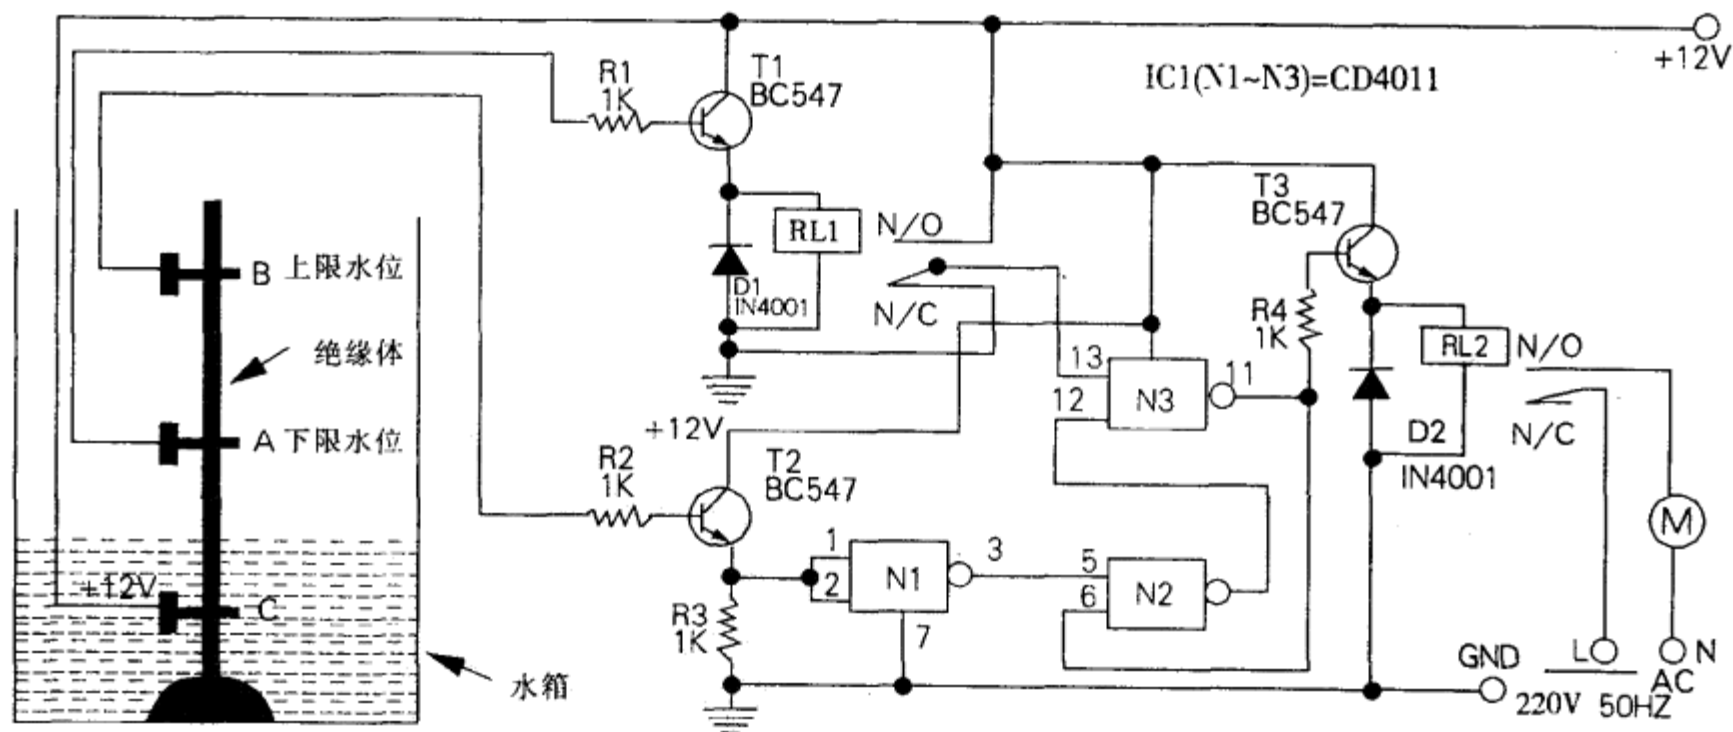 +12V
IC1(N1~N3)=CD4011
R1
1K
T1
BC547
T3
BC547
B 上限水位
RL1
N/O
D1
IN4001
N/C
绝缘体
R4
1K
RL2
N/O
13
12
N3
11
A 下限水位
+12V
N/C
D2
IN4001
R2
1K
T2
BC547
M
1
2
N1
3
5
6
N2
+12V
C
R3
1K
7
水箱
GND
L
N
AC
220V 50HZ